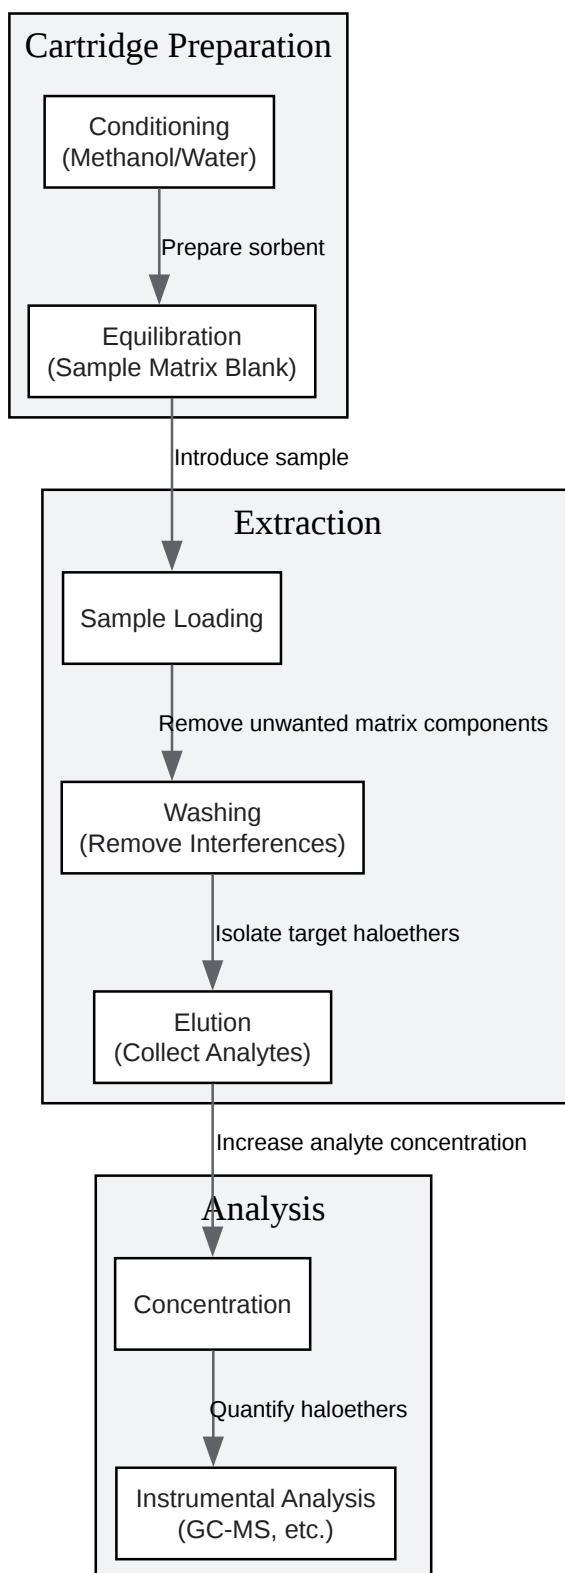 Cartridge Preparation
Conditioning
(Methanol/Water)
Prepare sorbent
Equilibration
(Sample Matrix Blank)
Introduce sample
Extraction
Sample Loading
Remove unwanted matrix components
Washing
(Remove Interferences)
Isolate target haloethers
Elution
(Collect Analytes)
Increase analyte concentration
Analysis
Concentration
Quantify haloethers
Instrumental Analysis
(GC-MS, etc.)